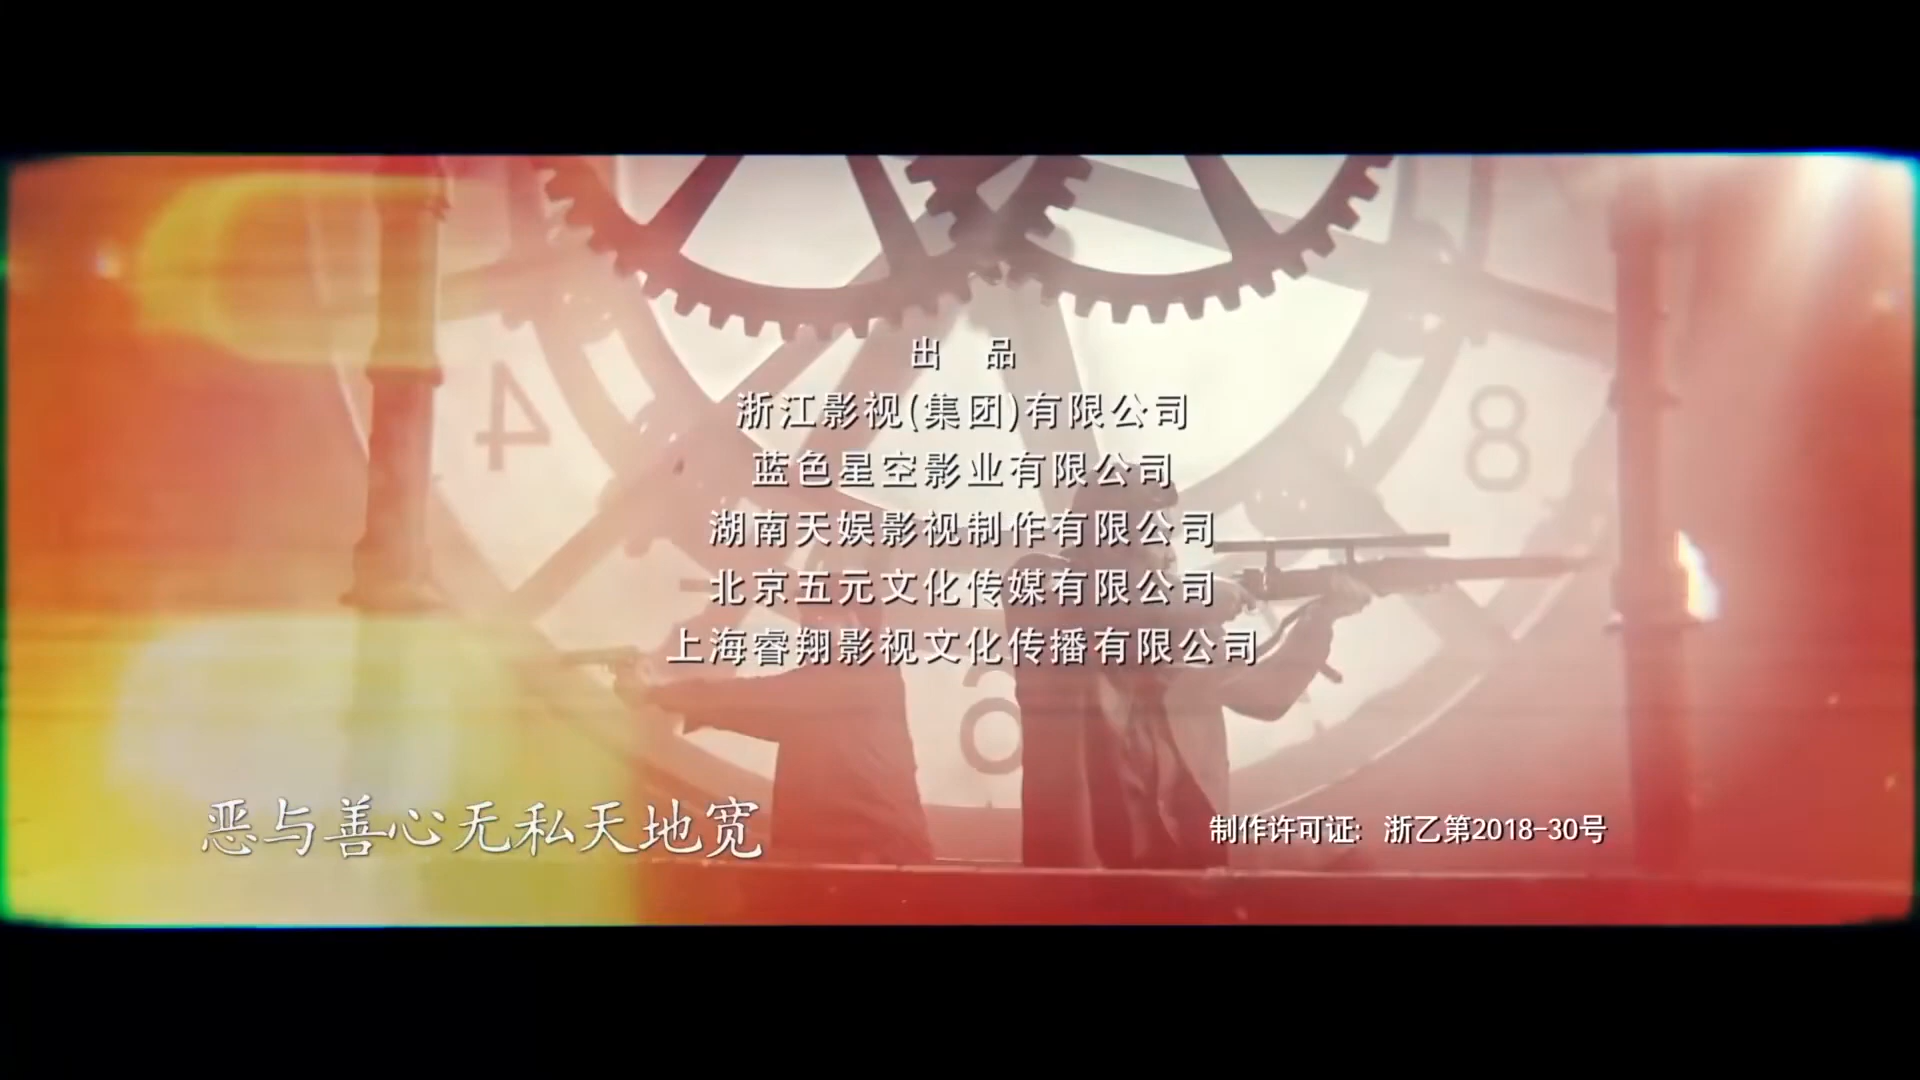 出 品
浙江影视(集团)有限公司
蓝色星空影业有限公司
湖南天娱影视制作有限公司
北京五元文化传媒有限公司
上海睿翔影视文化传播有限公司
恶与善心无私天地宽
制作许可证: 浙乙第2018-30号
4
8
6